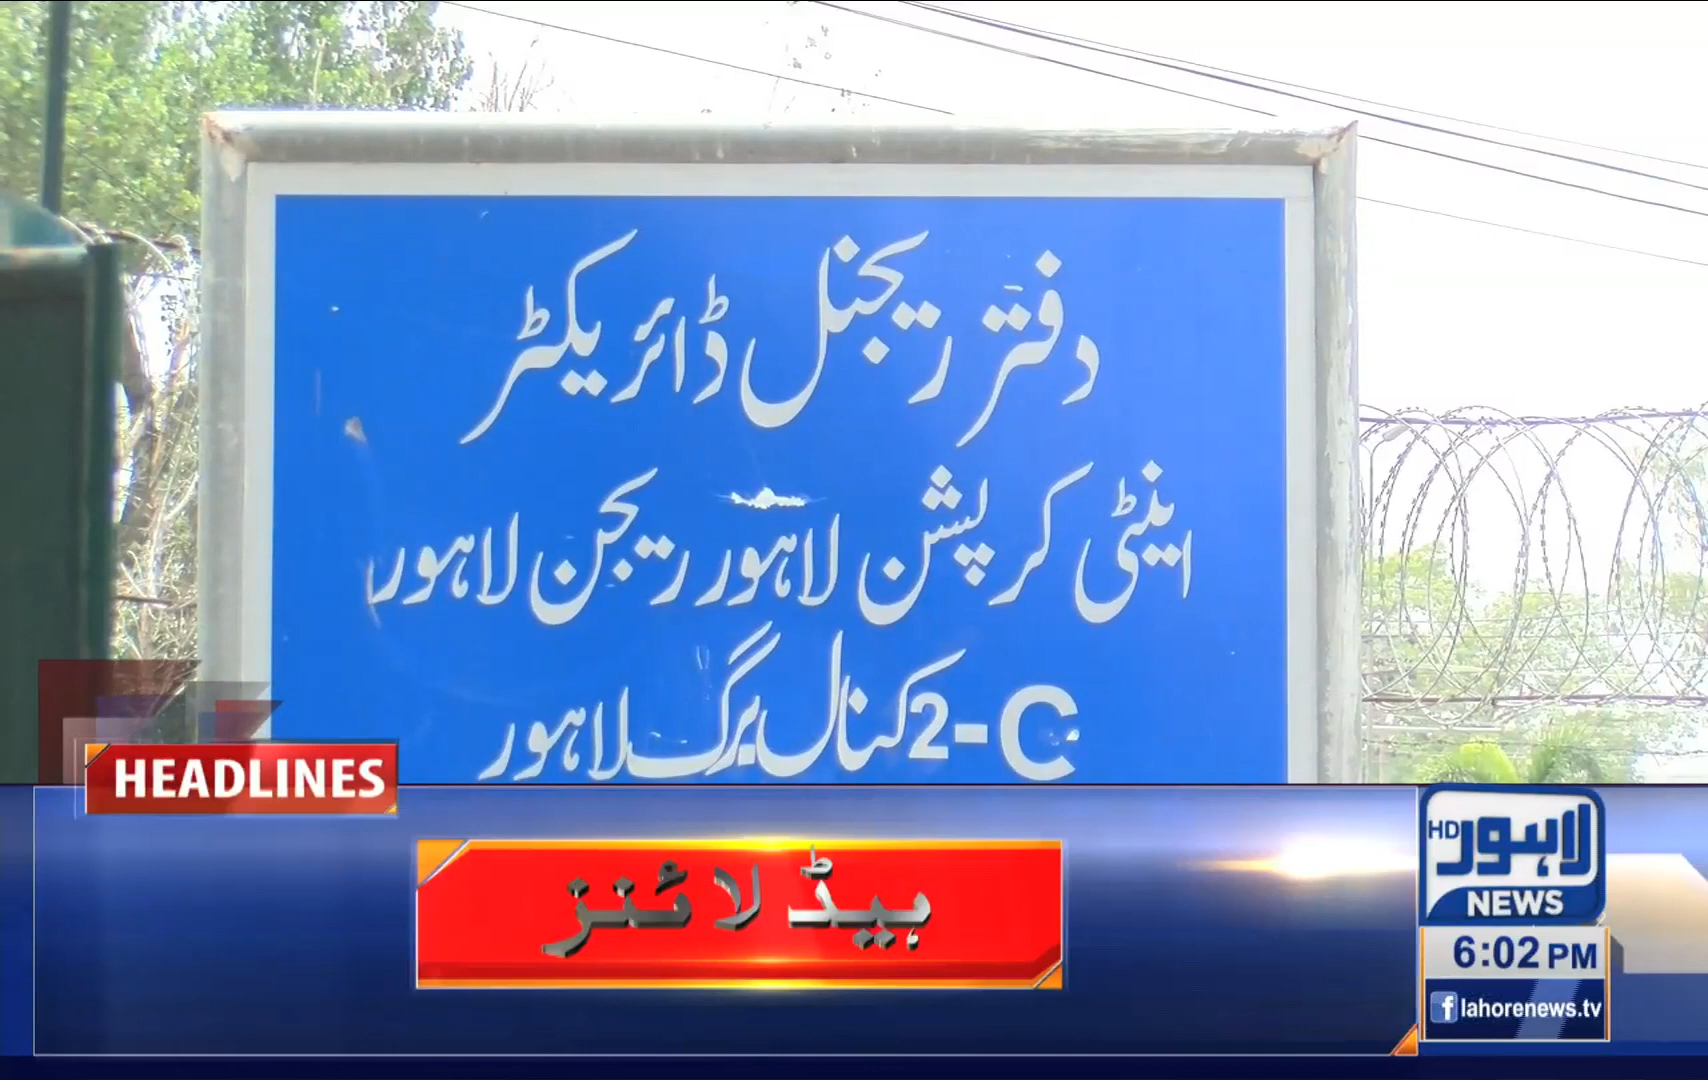 دفتر ریجنل ڈائریکٹر
اینٹی کرپشن لاہور ریجن لاہور
2-C کنال برگ لاہور
HEADLINES
ہیڈ لائنز
لاہور HD
NEWS
6:02 PM
lahorenews.tv